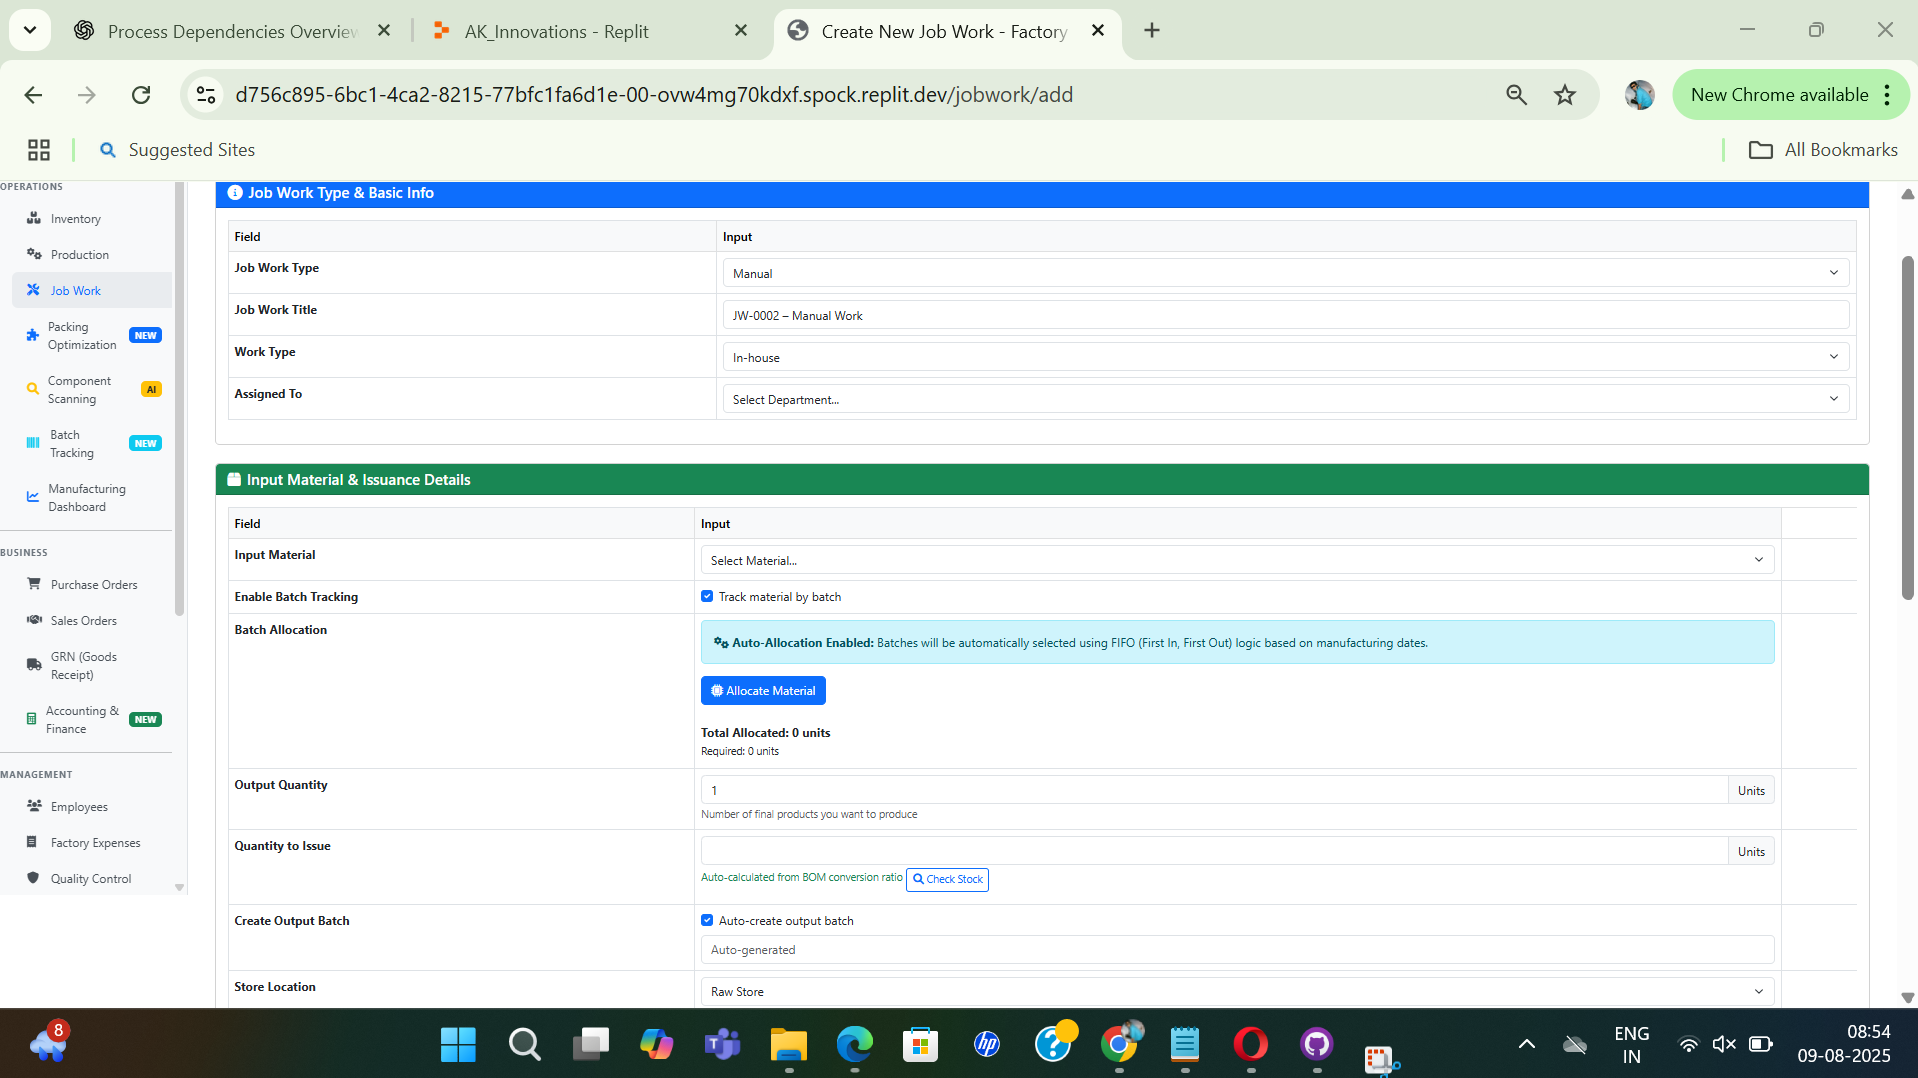 Process Dependencies Overview
AK_Innovations - Replit
Create New Job Work - Factory
d756c895-6bc1-4ca2-8215-77bfc1fa6d1e-00-ovw4mg70kdxf.spock.replit.dev/jobwork/add
New Chrome available
Suggested Sites
All Bookmarks
OPERATIONS
Inventory
Production
Job Work
Packing
Optimization
NEW
Component
Scanning
AI
Batch
Tracking
NEW
Manufacturing
Dashboard
BUSINESS
Purchase Orders
Sales Orders
GRN (Goods
Receipt)
Accounting &
Finance
NEW
MANAGEMENT
Employees
Factory Expenses
Quality Control
Job Work Type & Basic Info
Field
Input
Job Work Type
Manual
Job Work Title
JW-0002 – Manual Work
Work Type
In-house
Assigned To
Select Department...
Input Material & Issuance Details
Field
Input
Input Material
Select Material...
Enable Batch Tracking
Track material by batch
Batch Allocation
Auto-Allocation Enabled: Batches will be automatically selected using FIFO (First In, First Out) logic based on manufacturing dates.
Allocate Material
Total Allocated: 0 units
Required: 0 units
Output Quantity
1
Units
Number of final products you want to produce
Quantity to Issue
Units
Auto-calculated from BOM conversion ratio
Check Stock
Create Output Batch
Auto-create output batch
Auto-generated
Store Location
Raw Store
8
ENG
IN
08:54
09-08-2025